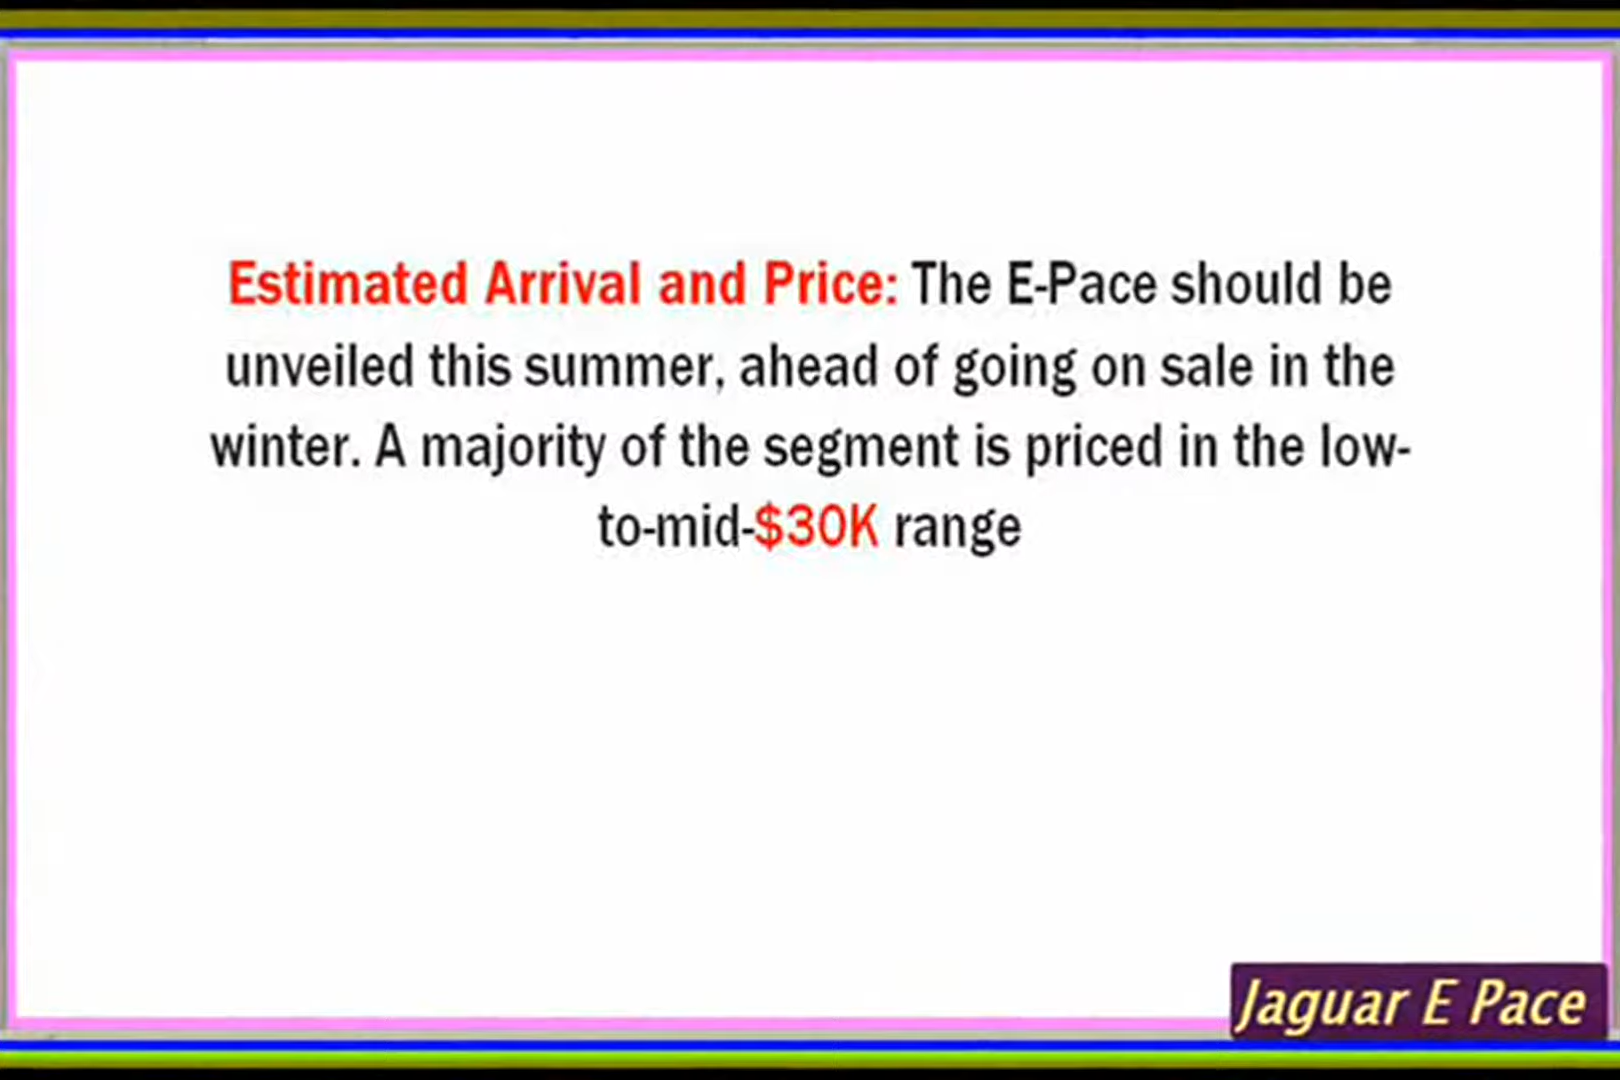 Estimated Arrival and Price: The E-Pace should be
unveiled this summer, ahead of going on sale in the
winter. A majority of the segment is priced in the low-
to-mid-$30K range
Jaguar E Pace